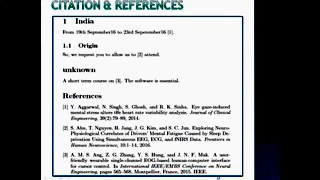 CITATION & REFERENCES
1 India
From 19th September16 to 23rd September16 [1].
1.1 Origin
So, we request you to allow us to [2] attend.
unknown
A short term course on [3]. The software is essential.
References
[1] Y. Aggarwal, N. Singh, S. Ghosh, and R. K. Sinha. Eye gaze-induced
mental stress alters the heart rate variability analysis. Journal of Clinical
Engineering, 39(2):79–89, 2014.
[2] S. Ahn, T. Nguyen, H. Jang, J. G. Kim, and S. C. Jun. Exploring Neuro-
Physiological Correlates of Drivers' Mental Fatigue Caused by Sleep De-
privation Using Simultaneous EEG, ECG, and fNIRS Data. Frontiers in
Human Neuroscience, 10:1–14, 2016.
[3] A. M. S. Ang, Z. G. Zhang, Y. S. Hung, and J. N. F. Mak. A user-
friendly wearable single-channel EOG-based human-computer interface
for cursor control. In International IEEE/EMBS Conference on Neural
Engineering, pages 565–568, Montpellier, France, 2015. IEEE.